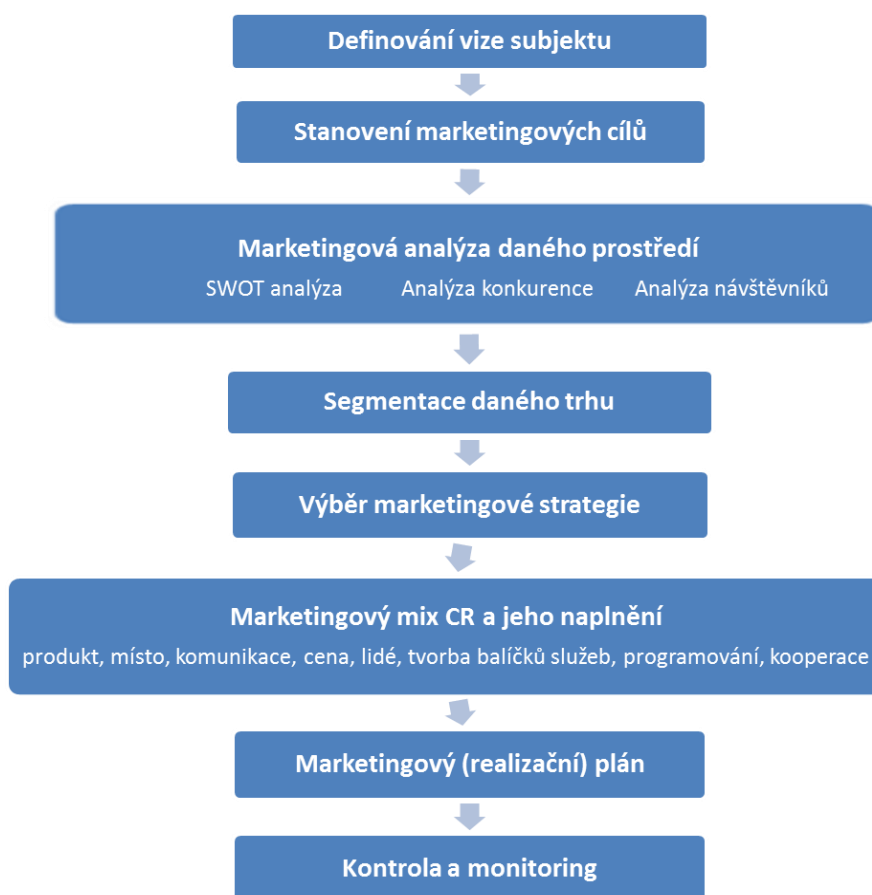 Definování vize subjektu
Stanovení marketingových cílů
Marketingová analýza daného prostředí
SWOT analýza Analýza konkurence Analýza návštěvníků
Segmentace daného trhu
Výběr marketingové strategie
Marketingový mix CR a jeho naplnění
produkt, místo, komunikace, cena, lidé, tvorba balíčků služeb, programování, kooperace
Marketingový (realizační) plán
Kontrola a monitoring